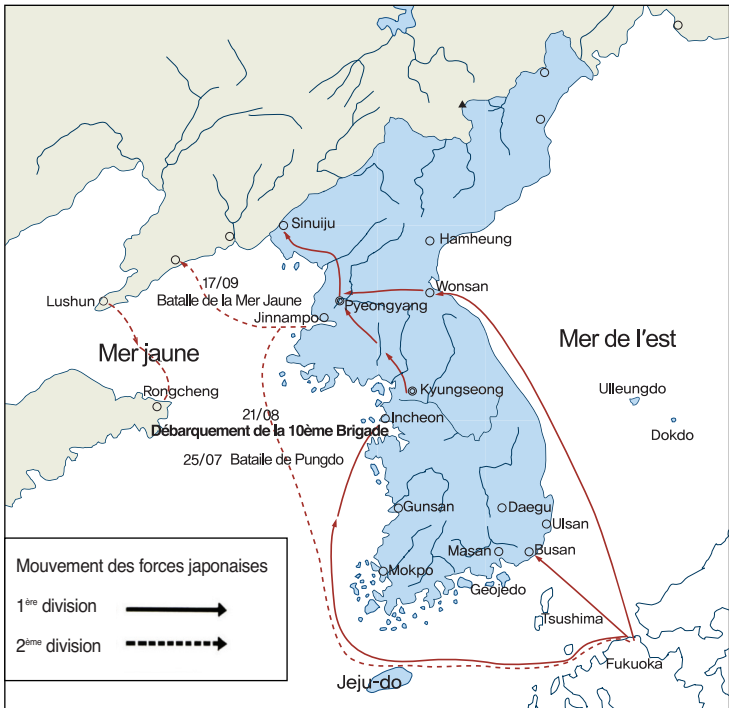 Sinuiju
Hamheung
17/09
Batalle de la Mer Jaune
Wonsan
Lushun
Pyeongyang
Jinnampo
Mer jaune
Mer de l'est
Rongcheng
Kyungseong
Ulleungdo
21/08
Incheon
Dokdo
Débarquement de la 10ème Brigade
25/07 Bataile de Pungdo
Gunsan
Daegu
Ulsan
Masan
Busan
Mokpo
Geojedo
Tsushima
Fukuoka
Jeju-do
Mouvement des forces japonaises
1ère division
2ème division